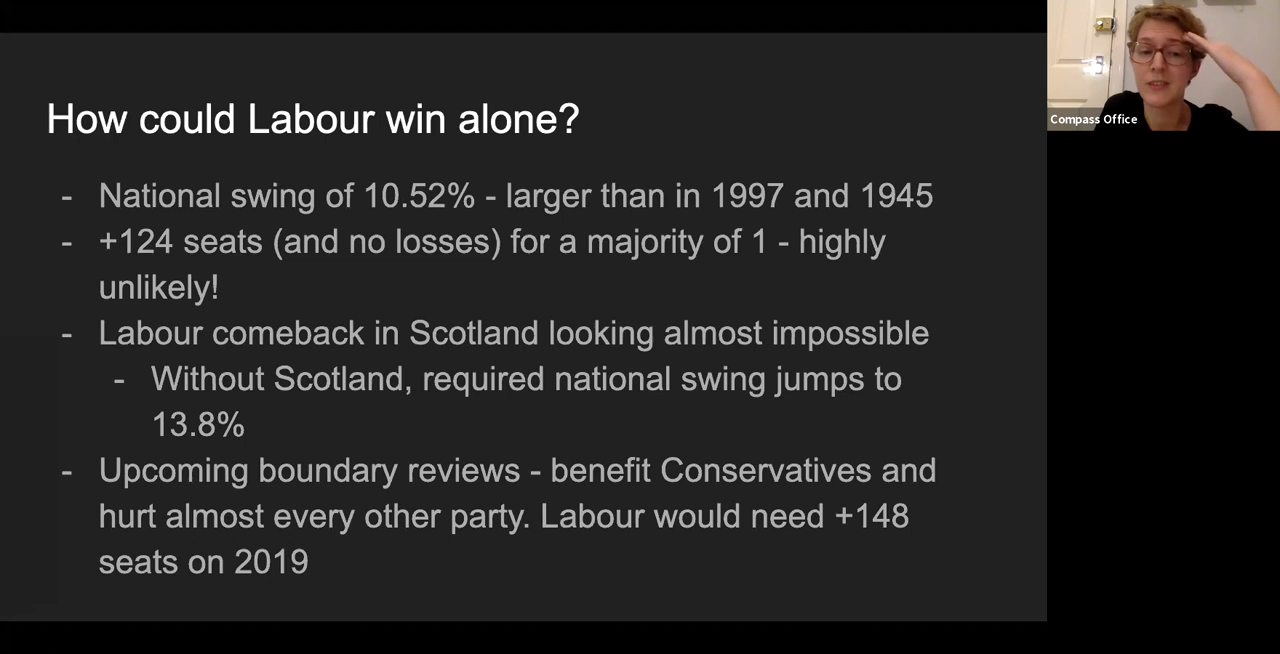 How could Labour win alone?
- National swing of 10.52% - larger than in 1997 and 1945
- +124 seats (and no losses) for a majority of 1 - highly
unlikely!
- Labour comeback in Scotland looking almost impossible
- Without Scotland, required national swing jumps to
13.8%
- Upcoming boundary reviews - benefit Conservatives and
hurt almost every other party. Labour would need +148
seats on 2019
Compass Office